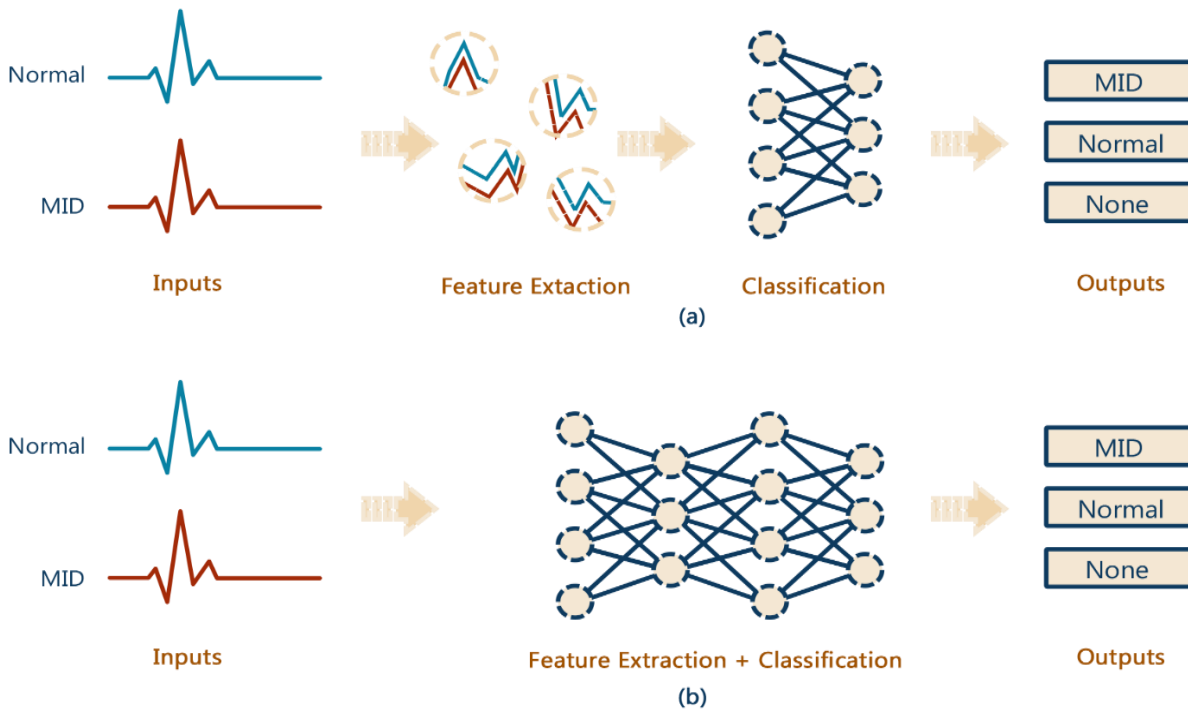 Normal
MID
MID
Normal
None
Inputs
Feature Extaction
Classification
Outputs
(a)
Normal
MID
MID
Normal
None
Inputs
Feature Extraction + Classification
Outputs
(b)